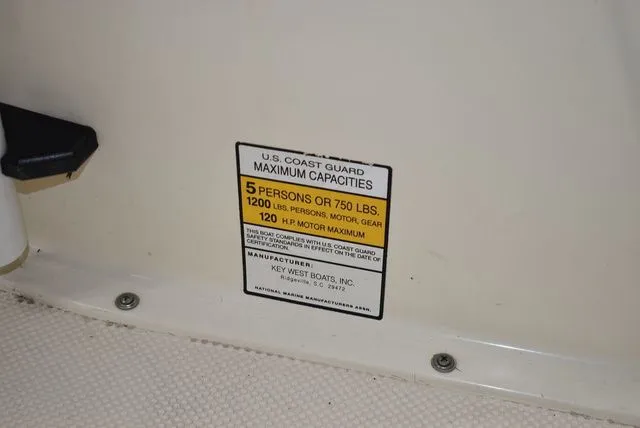 U.S. COAST GUARD
MAXIMUM CAPACITIES
5 PERSONS OR 750 LBS.
1200 LBS. PERSONS, MOTOR, GEAR
120 H.P. MOTOR MAXIMUM
THIS BOAT COMPLIES WITH U.S. COAST GUARD
SAFETY STANDARDS IN EFFECT ON THE DATE OF
CERTIFICATION.
MANUFACTURER:
KEY WEST BOATS, INC.
Ridgeville, S.C. 29472
NATIONAL MARINE MANUFACTURERS ASSN.